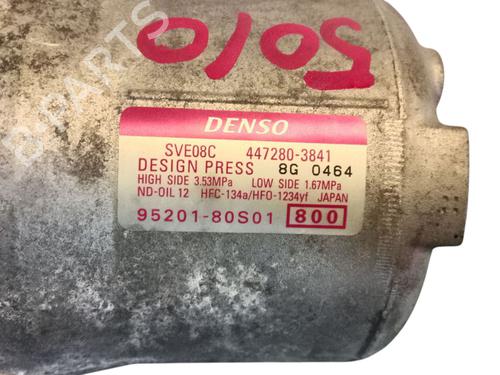 5010
B-PARTS
DENSO
SVE08C 447280-3841
DESIGN PRESS 8G 0464
HIGH SIDE 3.53MPa LOW SIDE 1.67MPa
ND-OIL 12 HFC-134a/HFO-1234yf JAPAN
95201-80S01 800